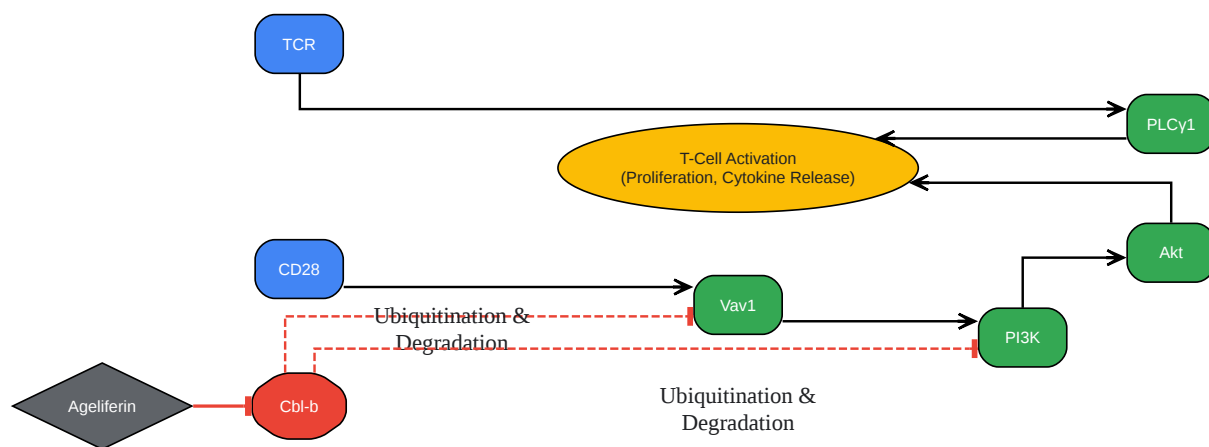 TCR
PLCγ1
T-Cell Activation
(Proliferation, Cytokine Release)
CD28
Akt
Vav1
Ubiquitination &
Degradation
PI3K
Ageliferin
Cbl-b
Ubiquitination &
Degradation